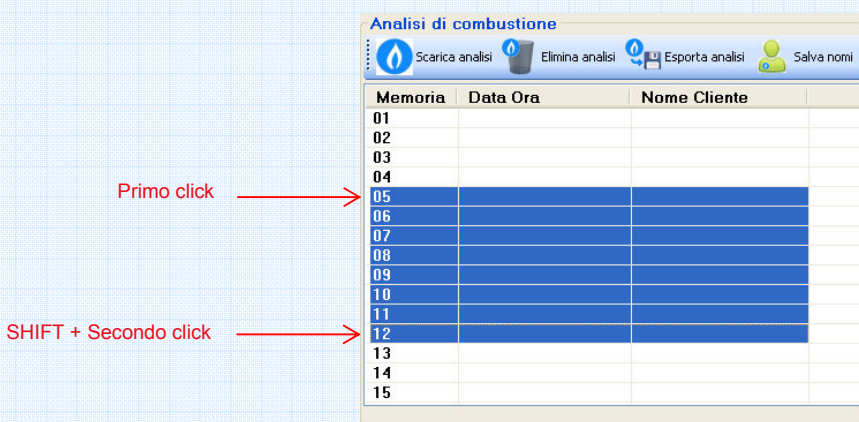 Analisi di combustione
Scarica analisi Elimina analisi Esporta analisi Salva nomi
Memoria Data Ora Nome Cliente
01
02
03
04
Primo click 05
06
07
08
09
10
11
SHIFT + Secondo click 12
13
14
15